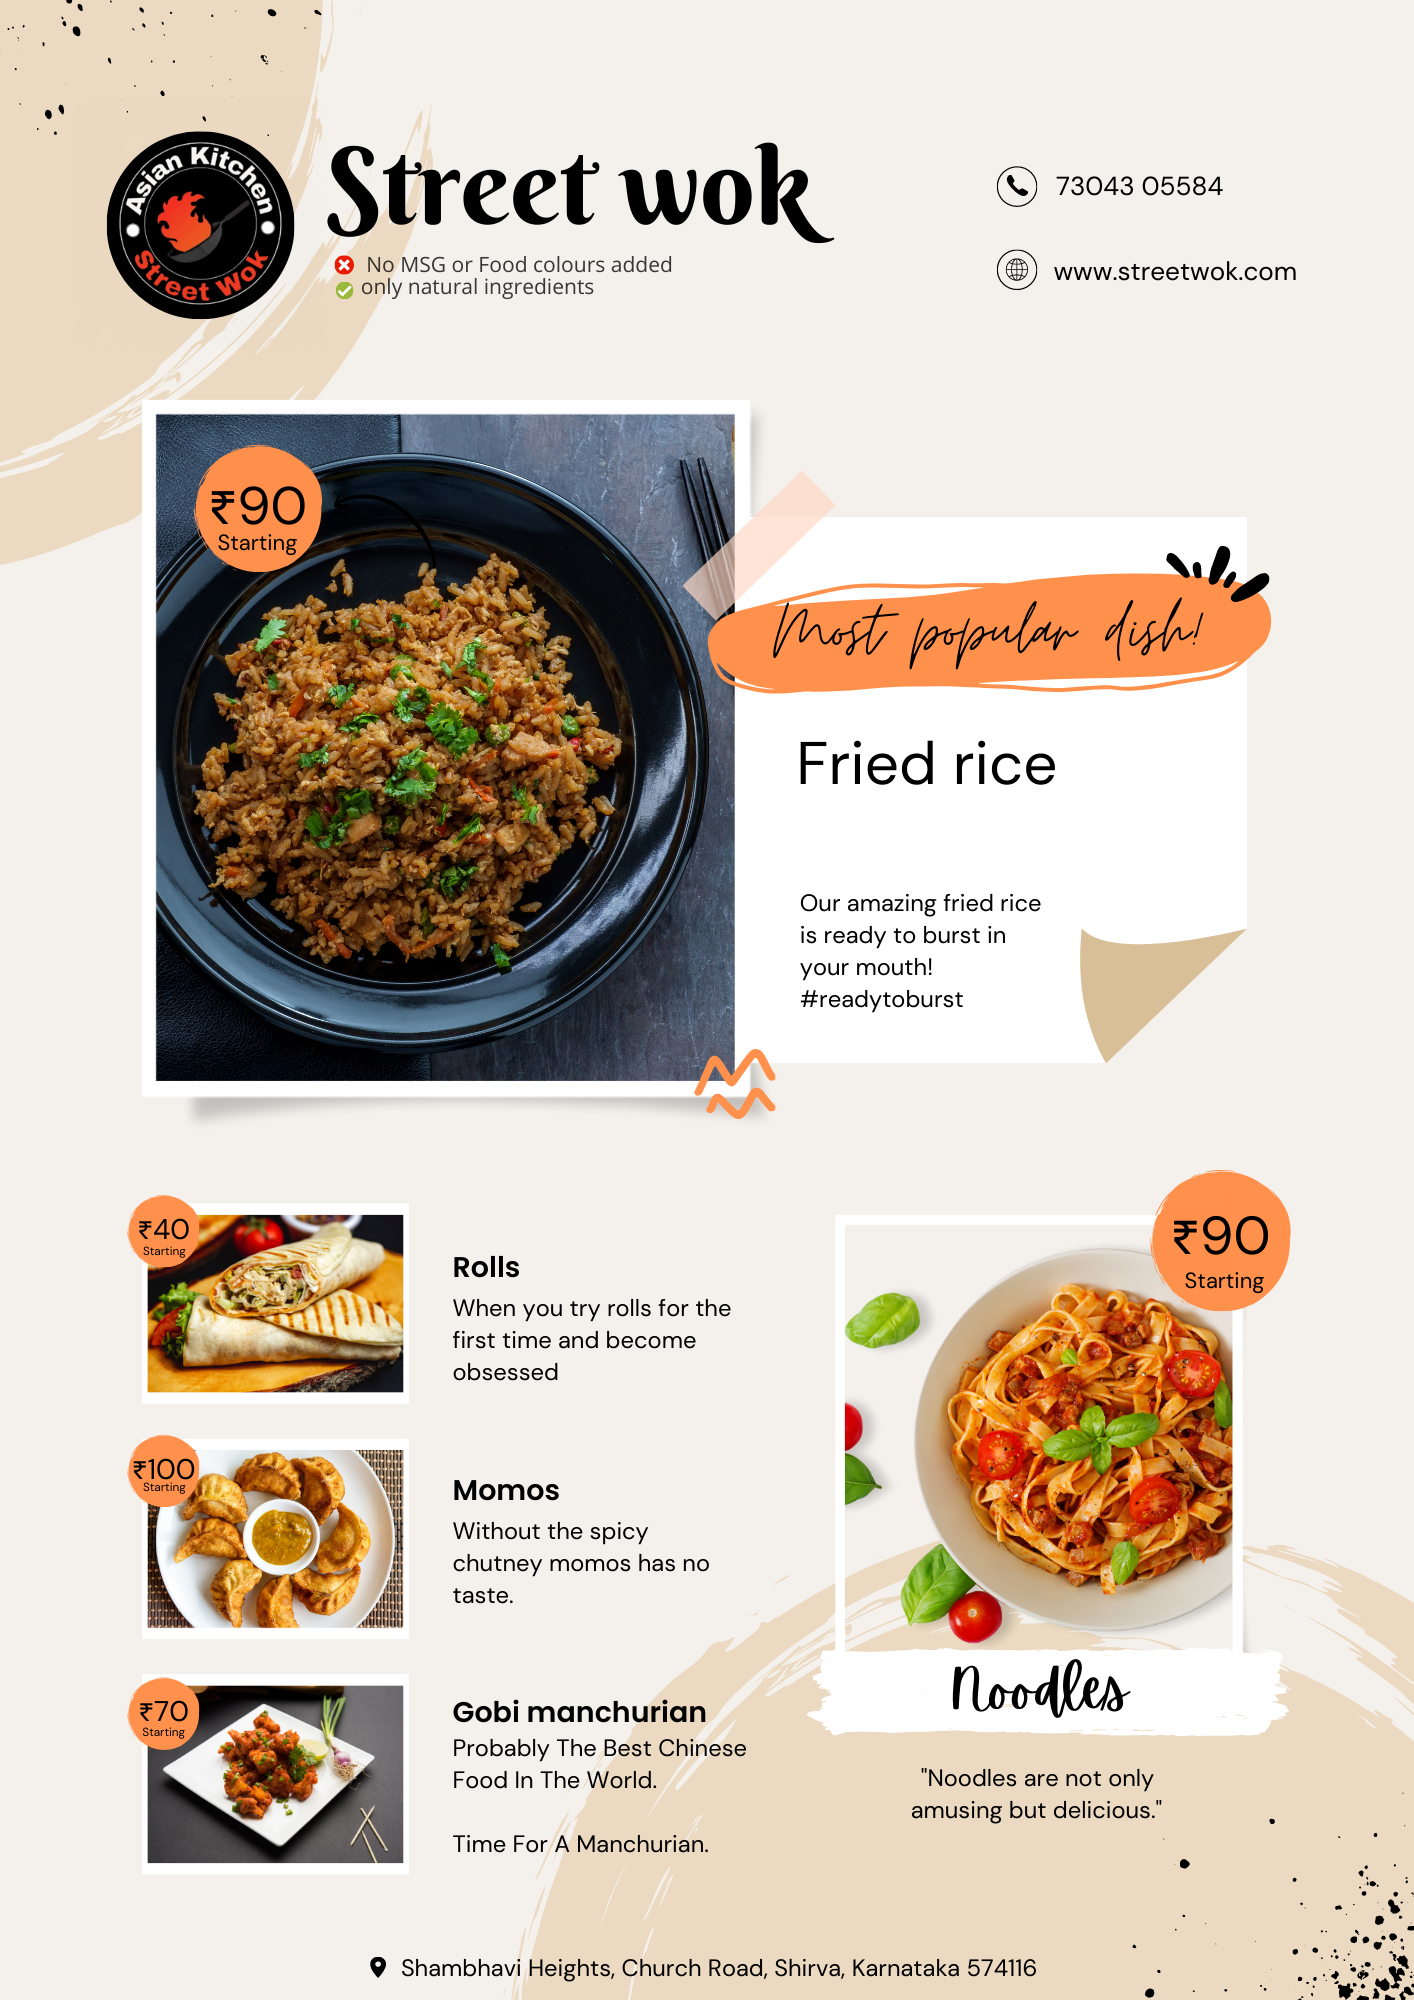 Asian Kitchen
Street Wok
Street wok
No MSG or Food colours added
only natural ingredients
73043 05584
www.streetwok.com
₹90
Starting
Most popular dish!
Fried rice
Our amazing fried rice
is ready to burst in
your mouth!
#readytoburst
₹40
Starting
Rolls
When you try rolls for the
first time and become
obsessed
₹100
Starting
Momos
Without the spicy
chutney momos has no
taste.
₹70
Starting
Gobi manchurian
Probably The Best Chinese
Food In The World.
Time For A Manchurian.
₹90
Starting
Noodles
"Noodles are not only
amusing but delicious."
Shambhavi Heights, Church Road, Shirva, Karnataka 574116